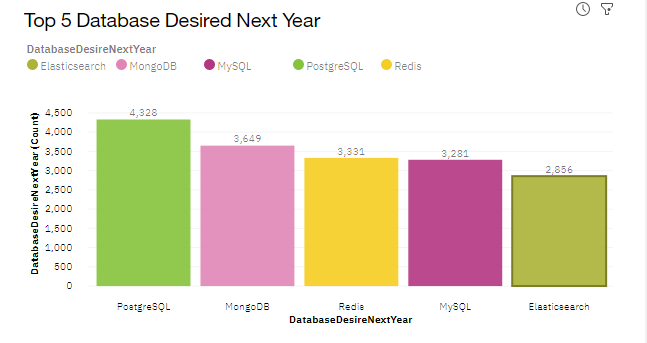 Top 5 Database Desired Next Year
DatabaseDesireNextYear
Elasticsearch MongoDB MySQL PostgreSQL Redis
DatabaseDesireNextYear (Count)
4,500
4,000
3,500
3,000
2,500
2,000
1,500
1,000
500
0
4,328
3,649
3,331
3,281
2,856
PostgreSQL MongoDB Redis MySQL Elasticsearch
DatabaseDesireNextYear